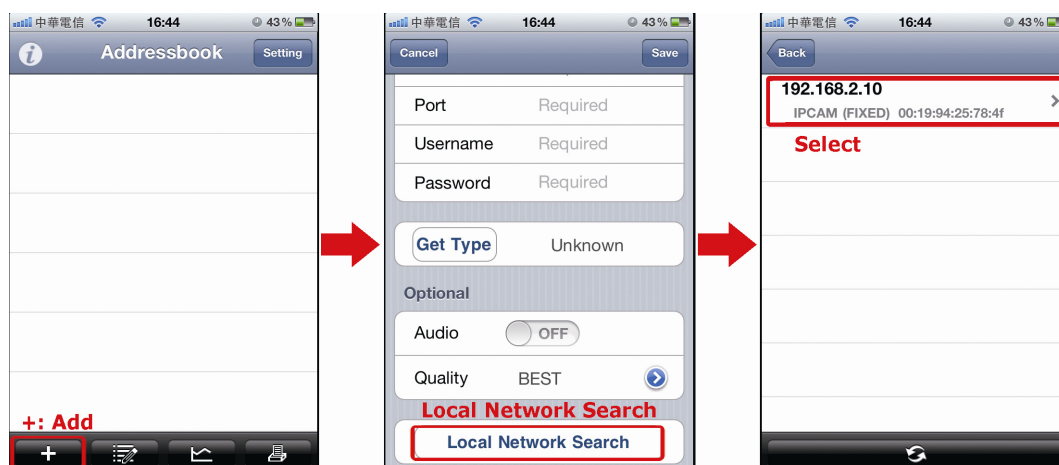 中華電信 16:44 43%
Addressbook
Setting
+: Add
中華電信 16:44 43%
Cancel
Save
Port Required
Username Required
Password Required
Get Type Unknown
Optional
Audio OFF
Quality BEST
Local Network Search
Local Network Search
中華電信 16:44 43%
Back
192.168.2.10
IPCAM (FIXED) 00:19:94:25:78:4f
Select